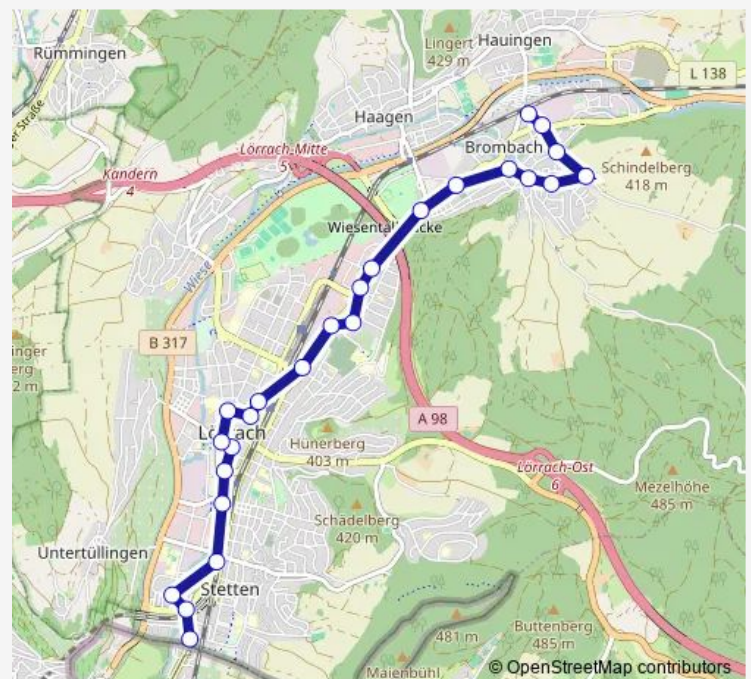 Rümmingen
Lingert
429 m
Hauingen
L 138
Haagen
Lörrach-Mitte
5
Brombach
Kandern
4
Schindelberg
418 m
Wiese
B 317
A 98
Hünerberg
403 m
Lörrach-Ost
6
Mezelhöhe
485 m
Schädelberg
420 m
Untertüllingen
Stetten
481 m
Buttenberg
485 m
Maienbühl
© OpenStreetMap contributors